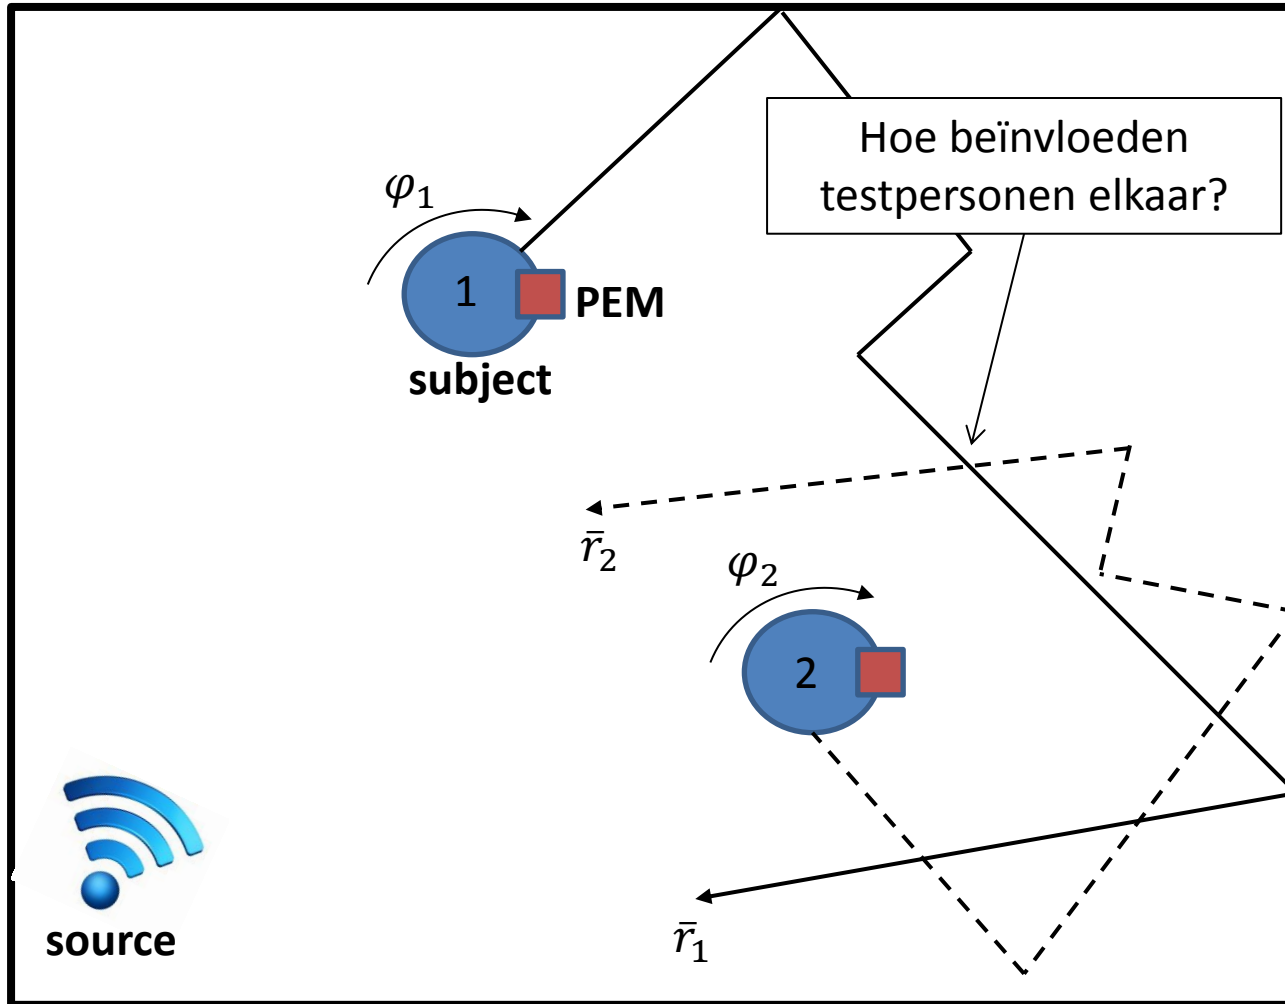 Hoe beïnvloeden
testpersonen elkaar?
φ₁
1
PEM
subject
r̄₂
φ₂
2
source
r̄₁